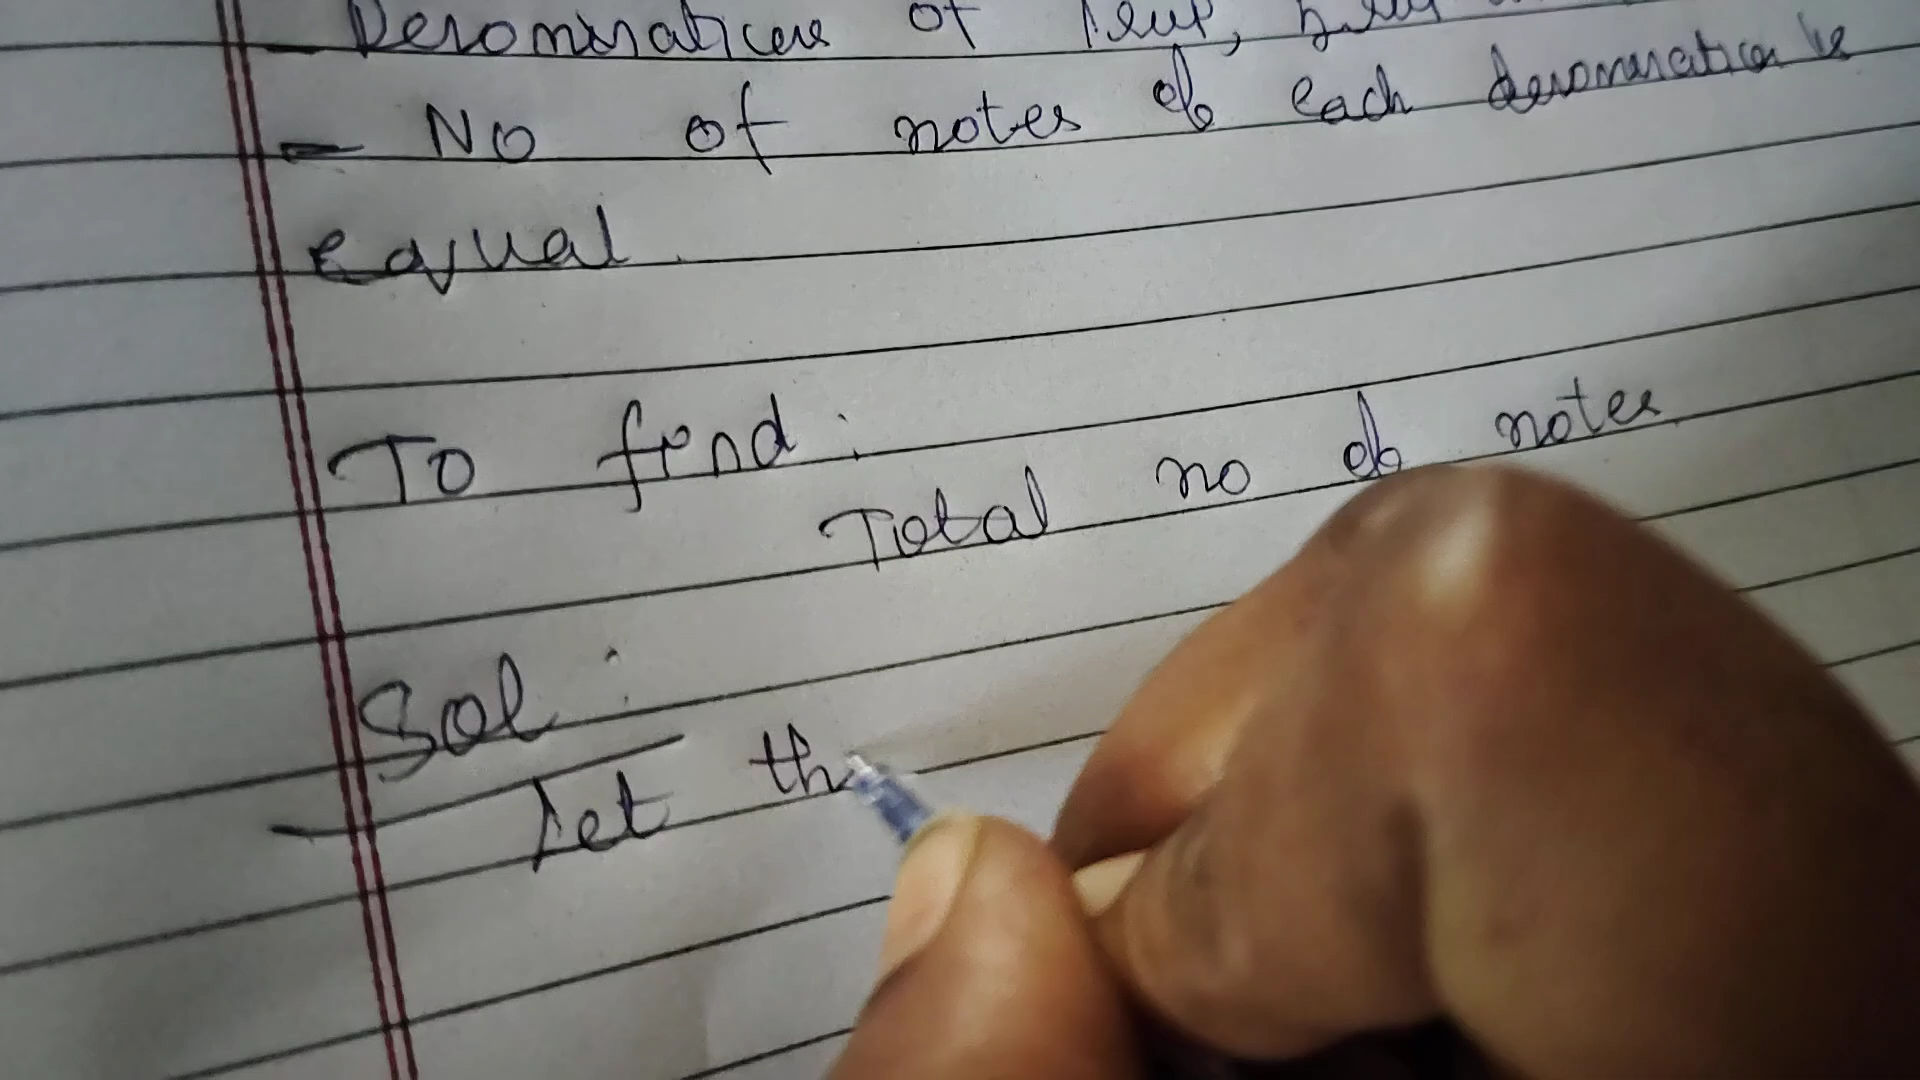 - Denominations of
- No of notes of each denomination is
equal.
To find:
Total no of notes
Sol:
- Let th